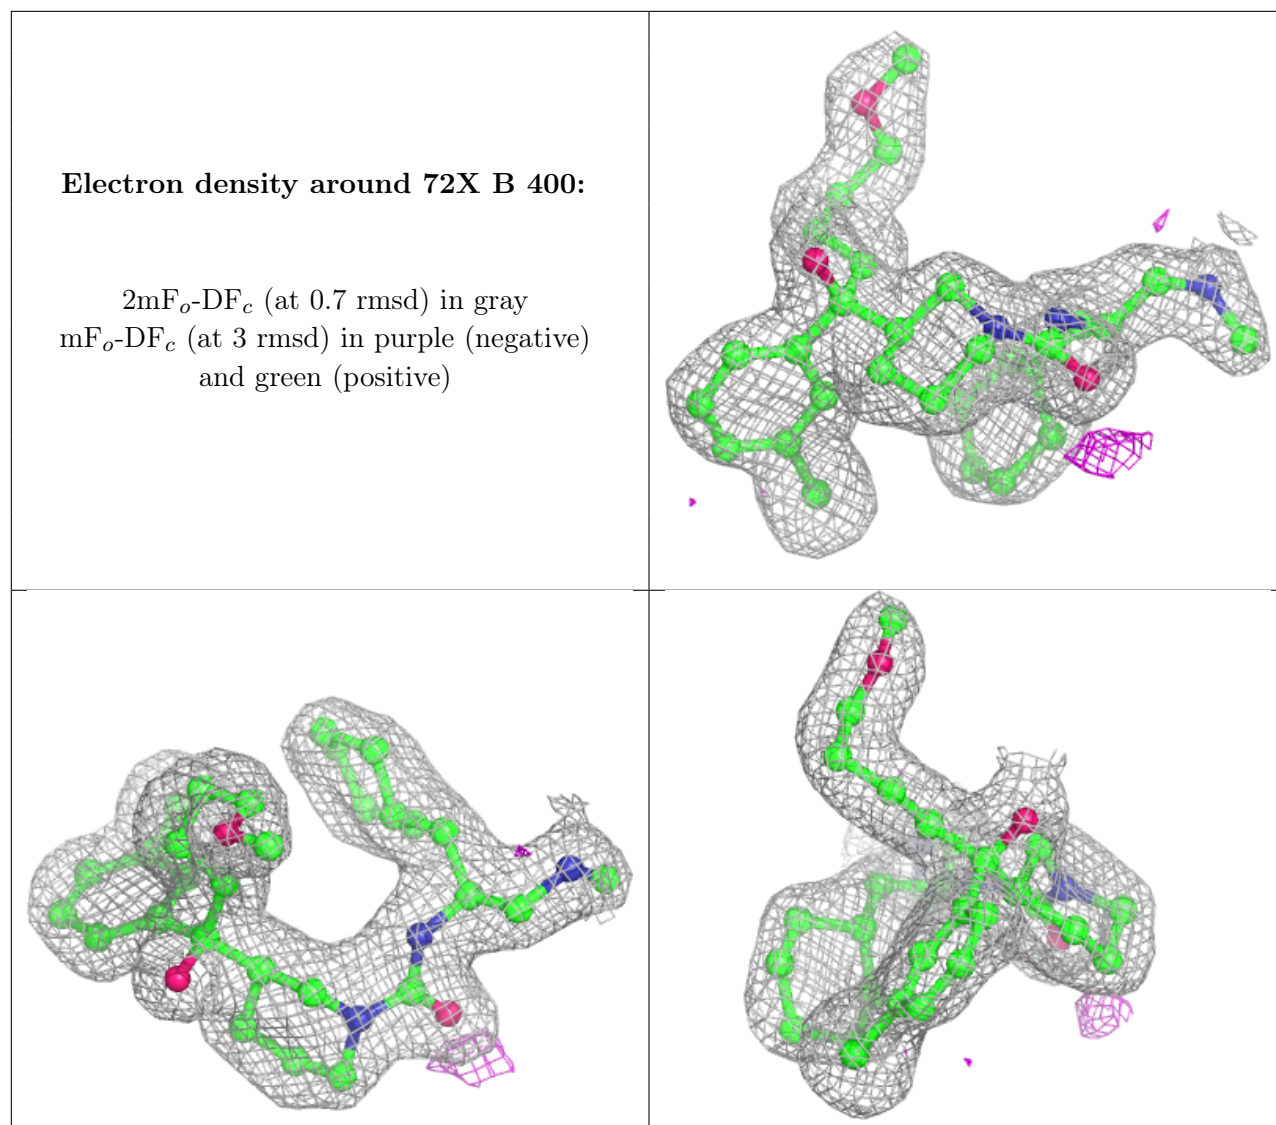 Electron density around 72X B 400:
2mFo-DFc (at 0.7 rmsd) in gray
mFo-DFc (at 3 rmsd) in purple (negative)
and green (positive)